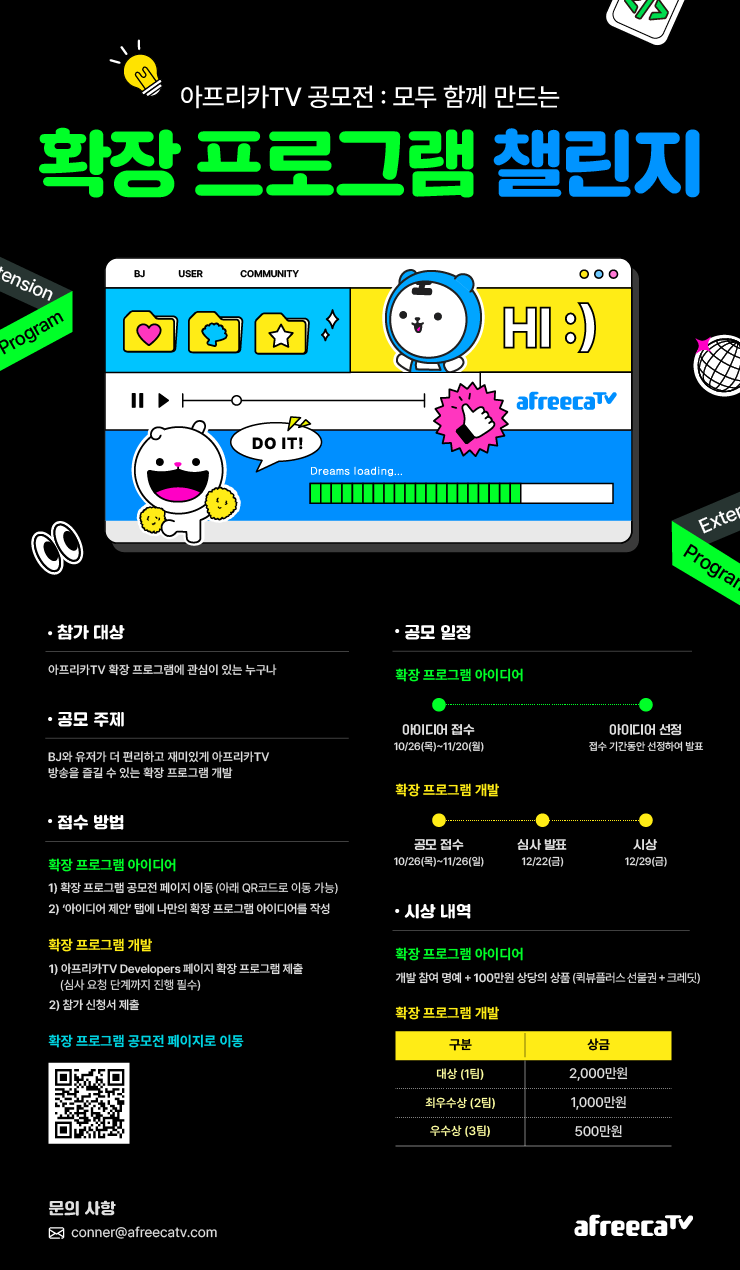 아프리카TV 공모전 : 모두 함께 만드는
확장 프로그램 챌린지
tension
Program
BJ USER COMMUNITY
HI :)
afreecaTV
DO IT!
Dreams loading...
Exten
Program
• 참가 대상
아프리카TV 확장 프로그램에 관심이 있는 누구나
• 공모 주제
BJ와 유저가 더 편리하고 재미있게 아프리카TV
방송을 즐길 수 있는 확장 프로그램 개발
• 접수 방법
확장 프로그램 아이디어
1) 확장 프로그램 공모전 페이지 이동 (아래 QR코드로 이동 가능)
2) ‘아이디어 제안’ 탭에 나만의 확장 프로그램 아이디어를 작성
확장 프로그램 개발
1) 아프리카TV Developers 페이지 확장 프로그램 제출
(심사 요청 단계까지 진행 필수)
2) 참가 신청서 제출
확장 프로그램 공모전 페이지로 이동
• 공모 일정
확장 프로그램 아이디어
아이디어 접수 아이디어 선정
10/26(목)~11/20(월) 접수 기간동안 선정하여 발표
확장 프로그램 개발
공모 접수 심사 발표 시상
10/26(목)~11/26(일) 12/22(금) 12/29(금)
• 시상 내역
확장 프로그램 아이디어
개발 참여 명예 + 100만원 상당의 상품 (퀵뷰플러스 선물권 + 크레딧)
확장 프로그램 개발
구분 상금
대상 (1팀) 2,000만원
최우수상 (2팀) 1,000만원
우수상 (3팀) 500만원
문의 사항
conner@afreecatv.com
afreecaTV